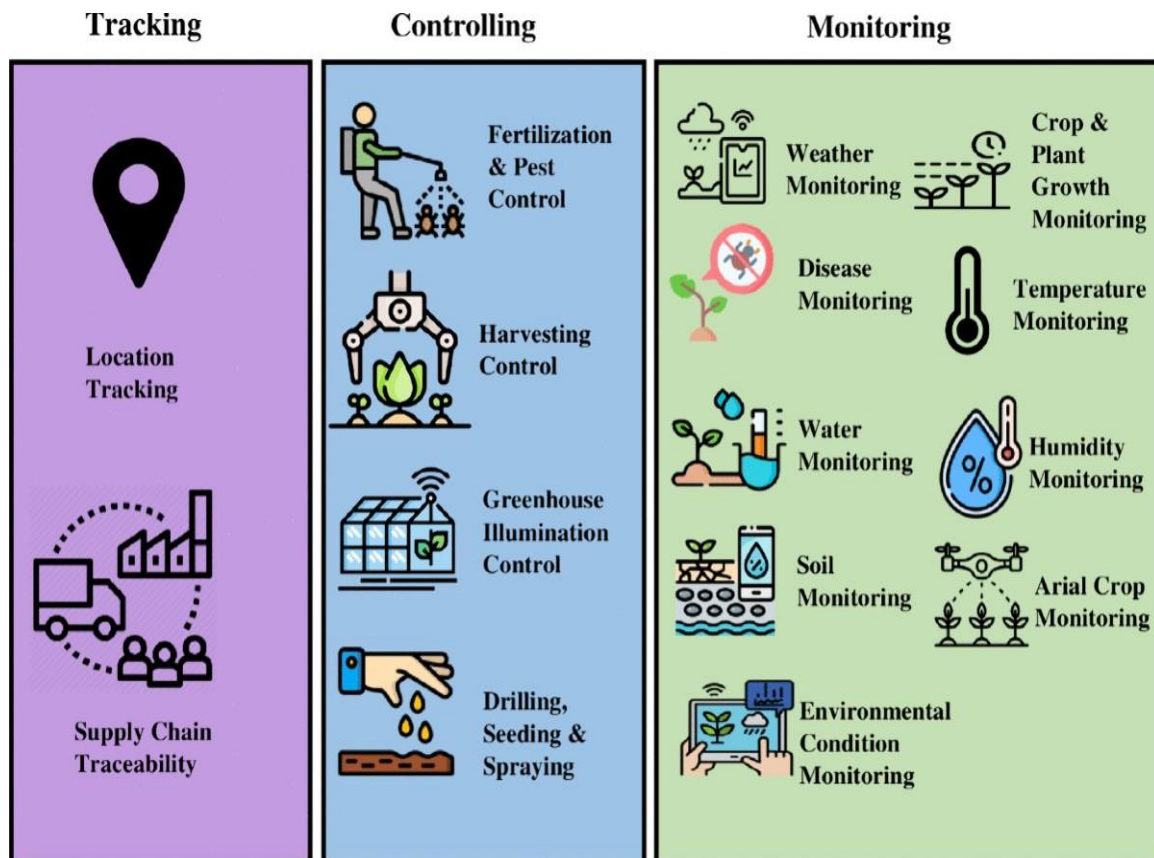 Tracking
Controlling
Monitoring
Location
Tracking
Supply Chain
Traceability
Fertilization
& Pest
Control
Harvesting
Control
Greenhouse
Illumination
Control
Drilling,
Seeding &
Spraying
Weather
Monitoring
Crop &
Plant
Growth
Monitoring
Disease
Monitoring
Temperature
Monitoring
Water
Monitoring
%
Humidity
Monitoring
Soil
Monitoring
Arial Crop
Monitoring
Environmental
Condition
Monitoring